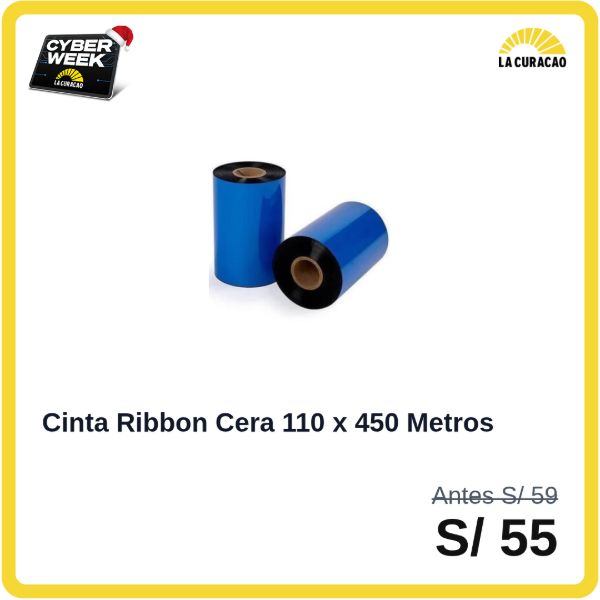 CYBER
WEEK
LA CURACAO
LA CURACAO
Cinta Ribbon Cera 110 x 450 Metros
Antes S/ 59
S/ 55